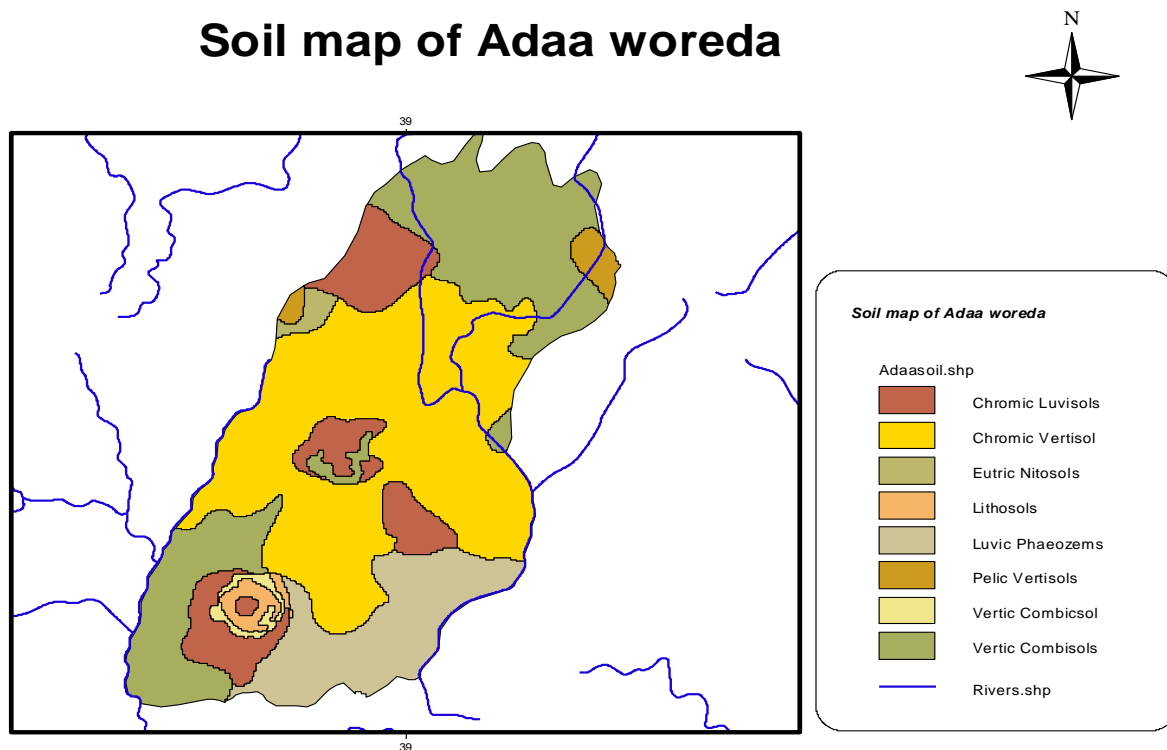 Soil map of Adaa woreda
N
39
Soil map of Adaa woreda
Adaasoil.shp
Chromic Luvisols
Chromic Vertisol
Eutric Nitosols
Lithosols
Luvic Phaeozems
Pelic Vertisols
Vertic Combicsol
Vertic Combisols
Rivers.shp
39